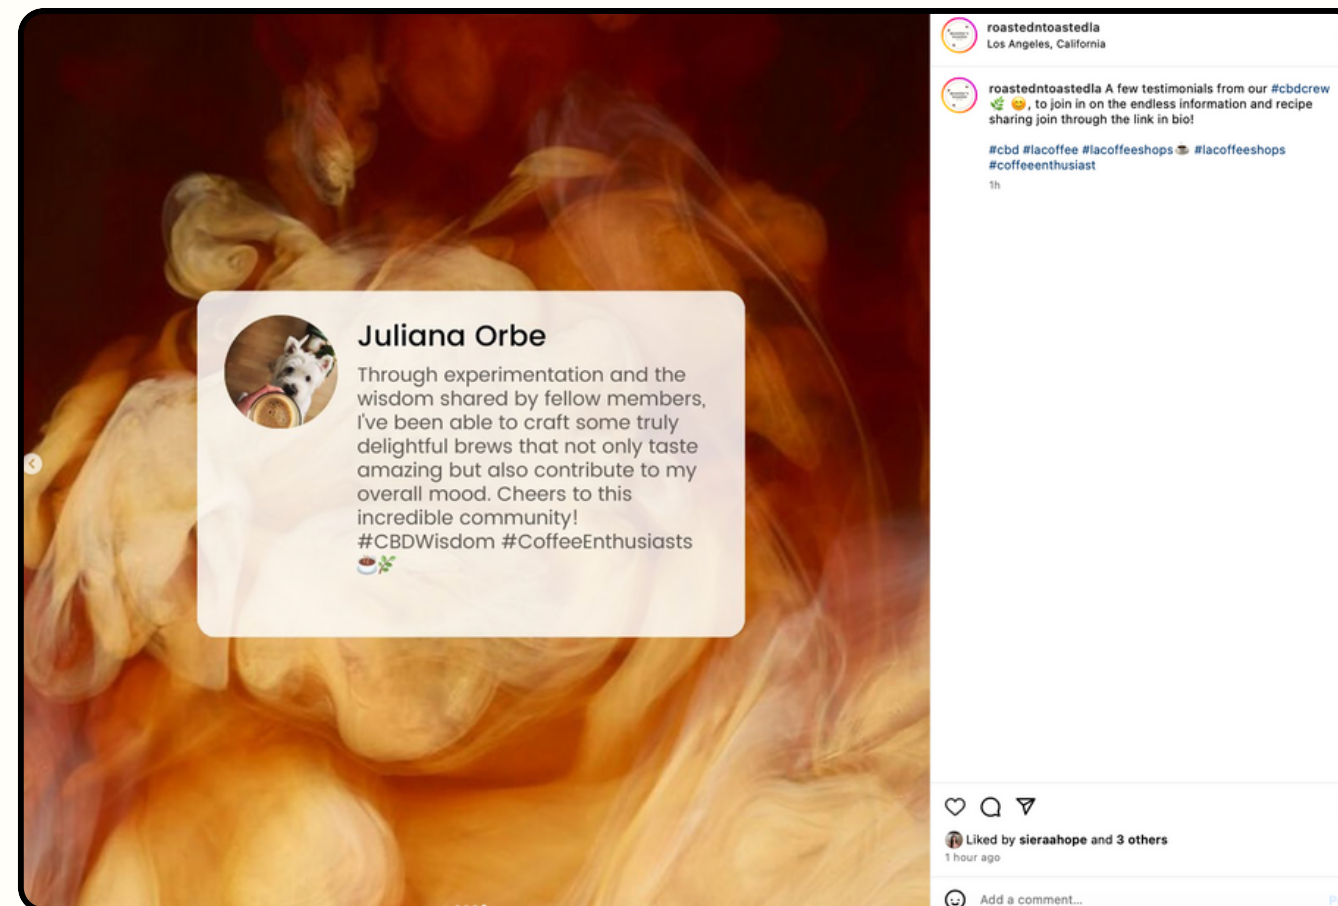 Juliana Orbe
Through experimentation and the
wisdom shared by fellow members,
I've been able to craft some truly
delightful brews that not only taste
amazing but also contribute to my
overall mood. Cheers to this
incredible community!
#CBDWisdom #CoffeeEnthusiasts
☕🌿
roastedntoastedla
Los Angeles, California
roastedntoastedla A few testimonials from our #cbdcrew
🌿 😊, to join in on the endless information and recipe
sharing join through the link in bio!
#cbd #lacoffee #lacoffeeshops☕ #lacoffeeshops
#coffeeenthusiast
1h
Liked by sieraahope and 3 others
1 hour ago
Add a comment...